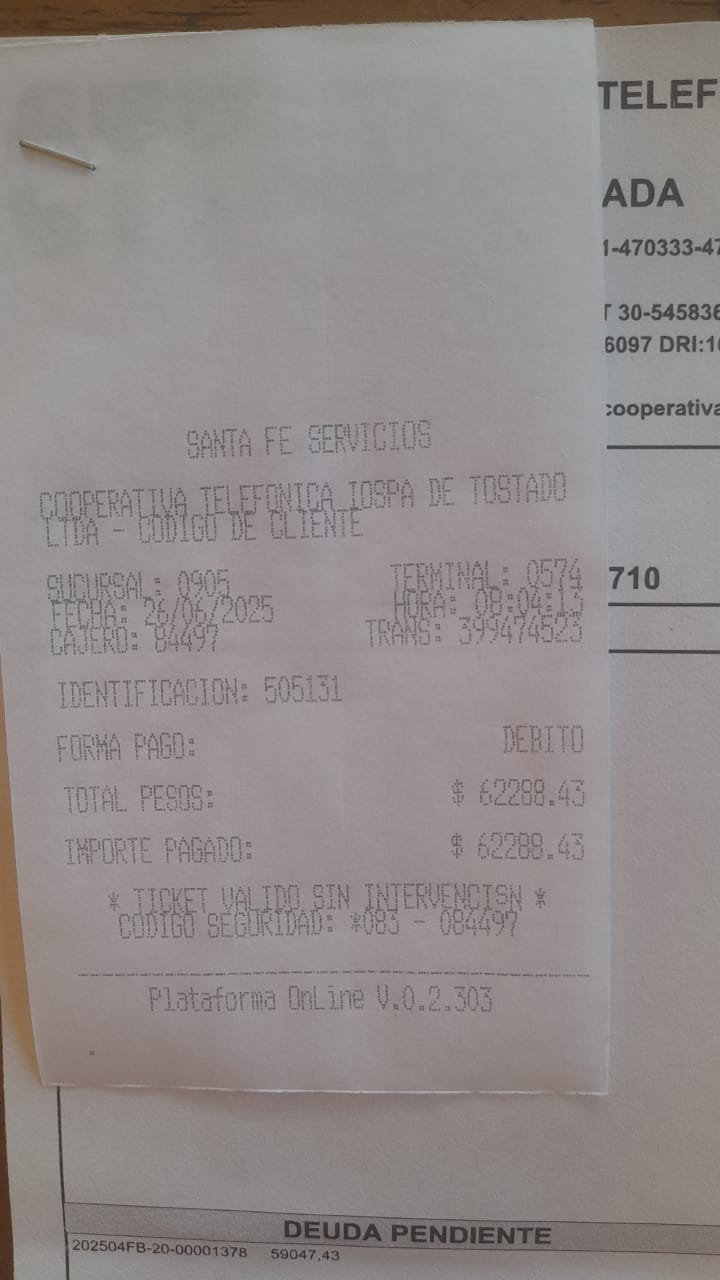 TELEF
ADA
1-470333-47
T 30-545836
6097 DRI:10
cooperativa
710
SANTA FE SERVICIOS
COOPERATIVA TELEFONICA IOSPA DE TOSTADO
LTDA - CODIGO DE CLIENTE
SUCURSAL: 0905 TERMINAL: 0574
FECHA: 26/06/2025 HORA: 08:04:13
CAJERO: 84497 TRANS: 399474523
IDENTIFICACION: 505131
FORMA PAGO: DEBITO
TOTAL PESOS: $ 62288.43
IMPORTE PAGADO: $ 62288.43
* TICKET VALIDO SIN INTERVENCISN *
CODIGO SEGURIDAD: *083 - 084497
Plataforma OnLine V.0.2.303
DEUDA PENDIENTE
202504FB-20-00001378 59047,43